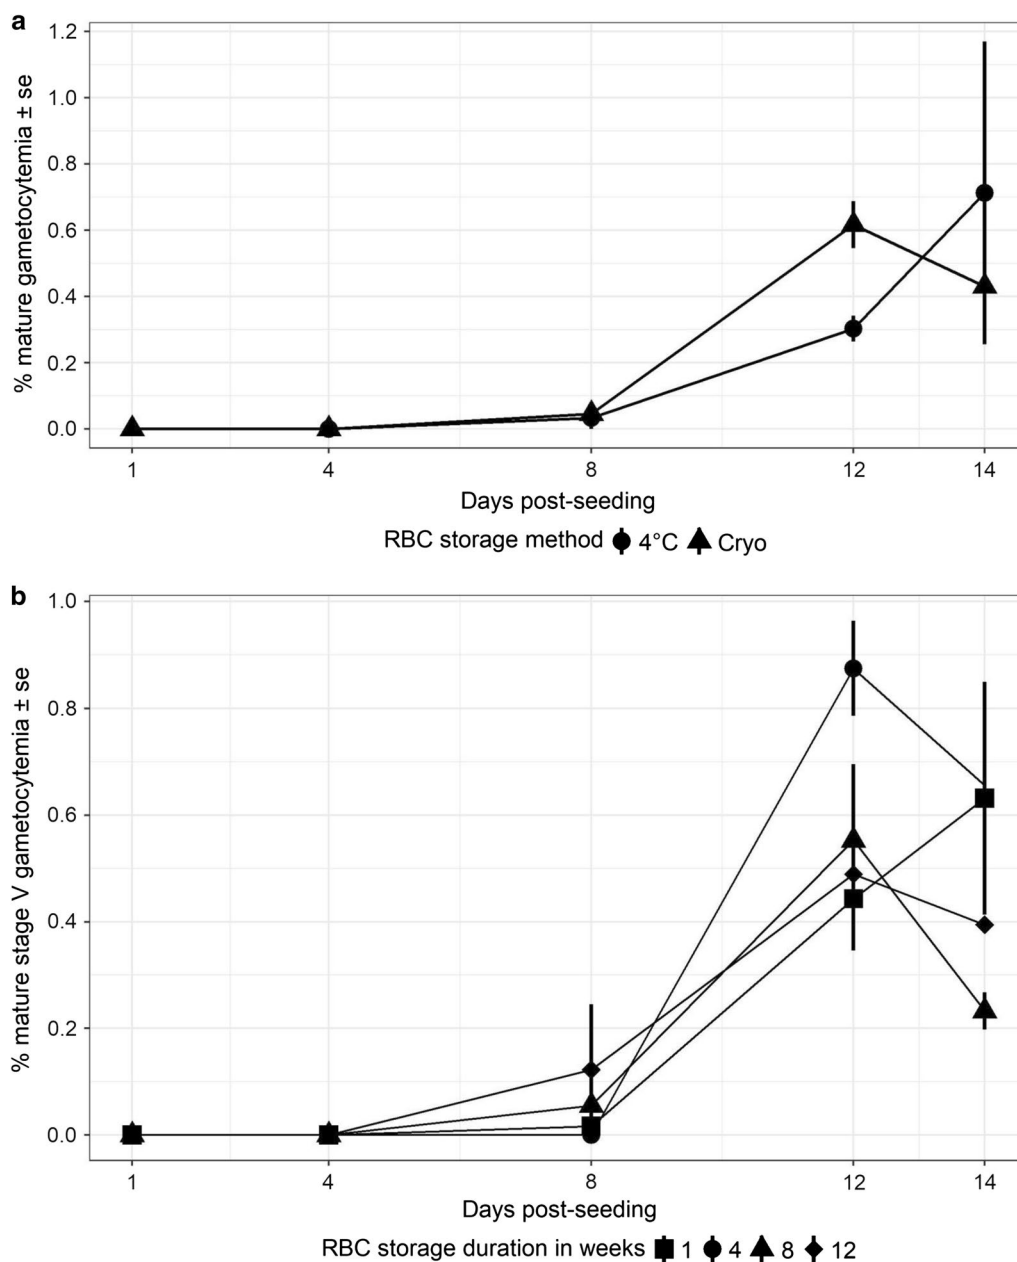 a
% mature gametocytemia ± se
1.2
1.0
0.8
0.6
0.4
0.2
0.0
1 4 8 12 14
Days post-seeding
RBC storage method 4°C Cryo
b
% mature stage V gametocytemia ± se
1.0
0.8
0.6
0.4
0.2
0.0
1 4 8 12 14
Days post-seeding
RBC storage duration in weeks 1 4 8 12